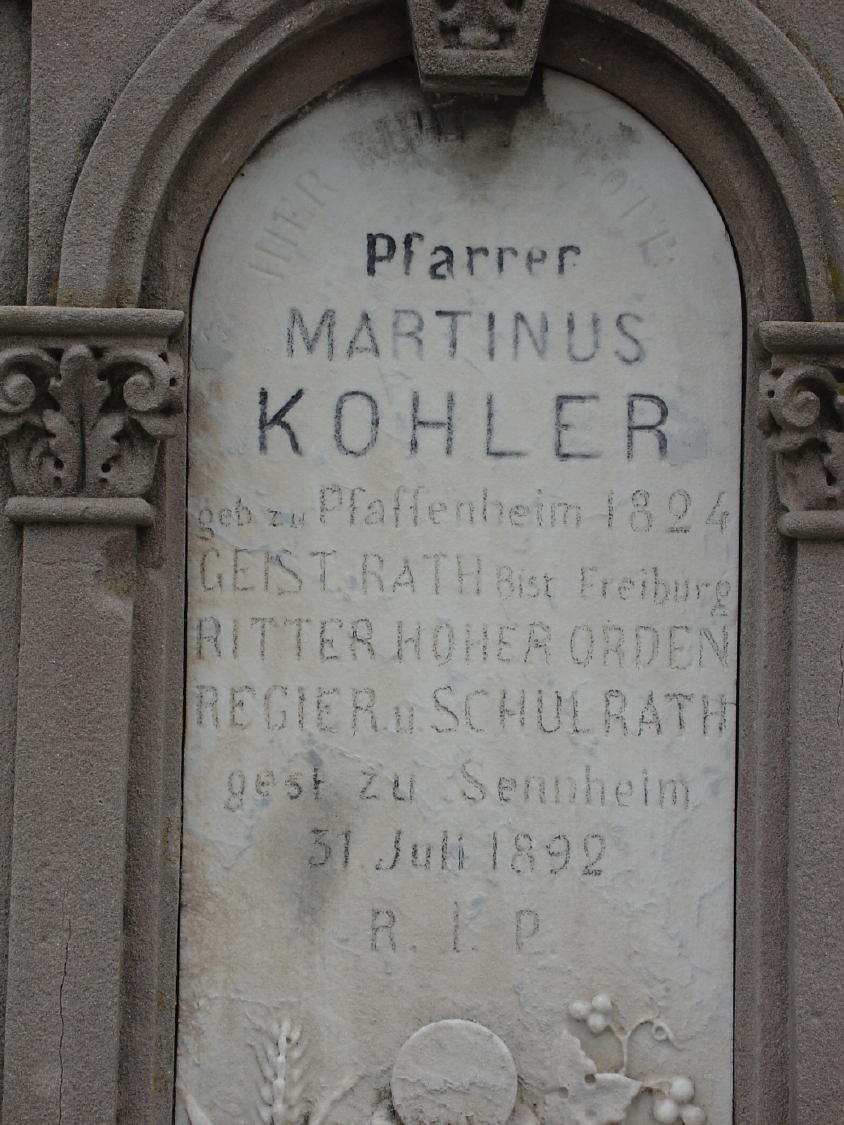 HIER
Pfarrer
MARTINUS
KOHLER
geb zu Pfaffenheim 1824
GEIST. RATH Bist Freiburg
RITTER HOHER ORDEN
REGIER. u SCHULRATH
gest zu Sennheim
31 Juli 1892
R. I. P.